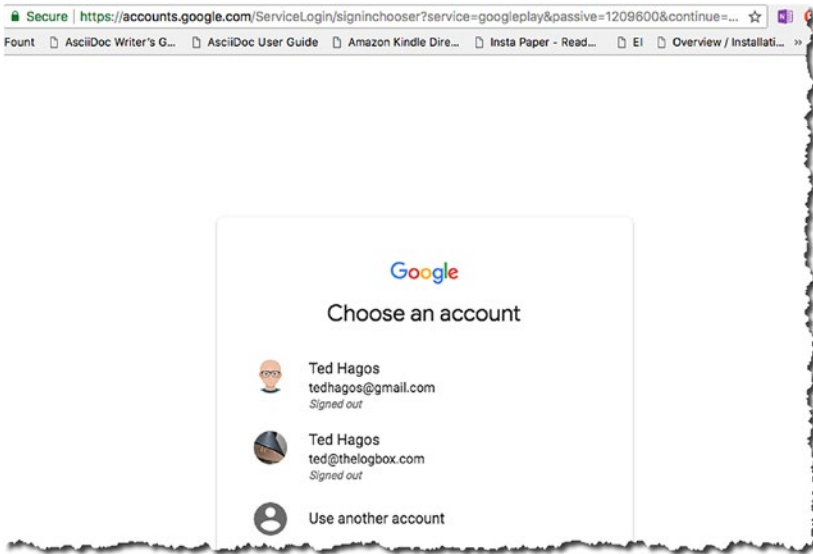 Secure | https://accounts.google.com/ServiceLogin/signinchooser?service=googleplay&passive=1209600&continue=...
Fount AsciiDoc Writer's G... AsciiDoc User Guide Amazon Kindle Dire... Insta Paper - Read... EI Overview / Installati... »
Google
Choose an account
Ted Hagos
tedhagos@gmail.com
Signed out
Ted Hagos
ted@thelogbox.com
Signed out
Use another account